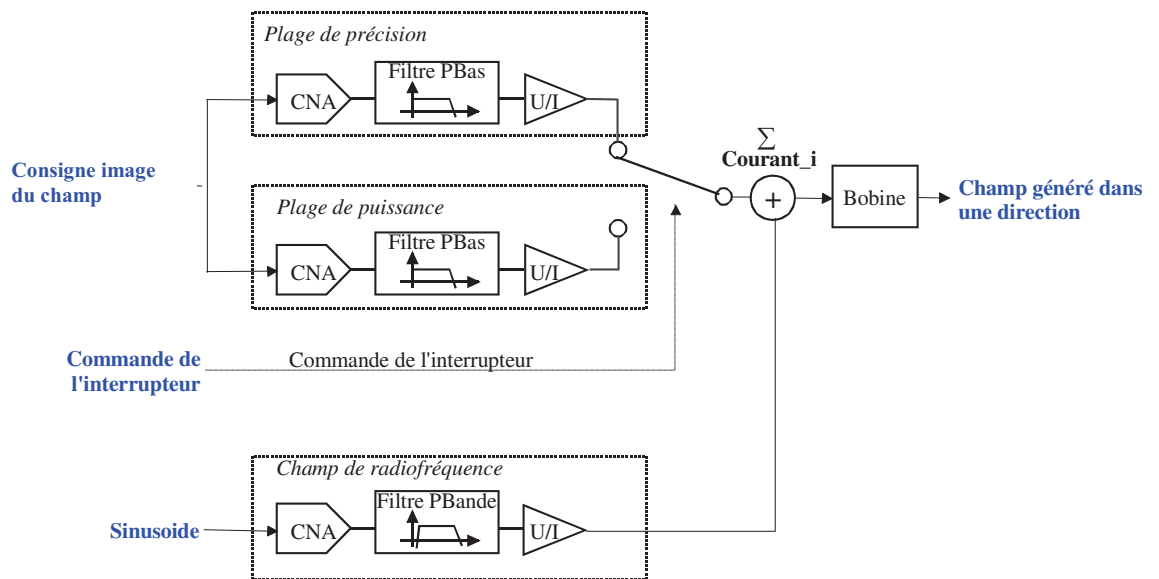 Plage de précision
CNA
Filtre PBas
U/I
Consigne image
du champ
Plage de puissance
CNA
Filtre PBas
U/I
∑
Courant_i
+
Bobine
Champ généré dans
une direction
Commande de
l'interrupteur
Commande de l'interrupteur
Champ de radiofréquence
Sinusoide
CNA
Filtre PBande
U/I